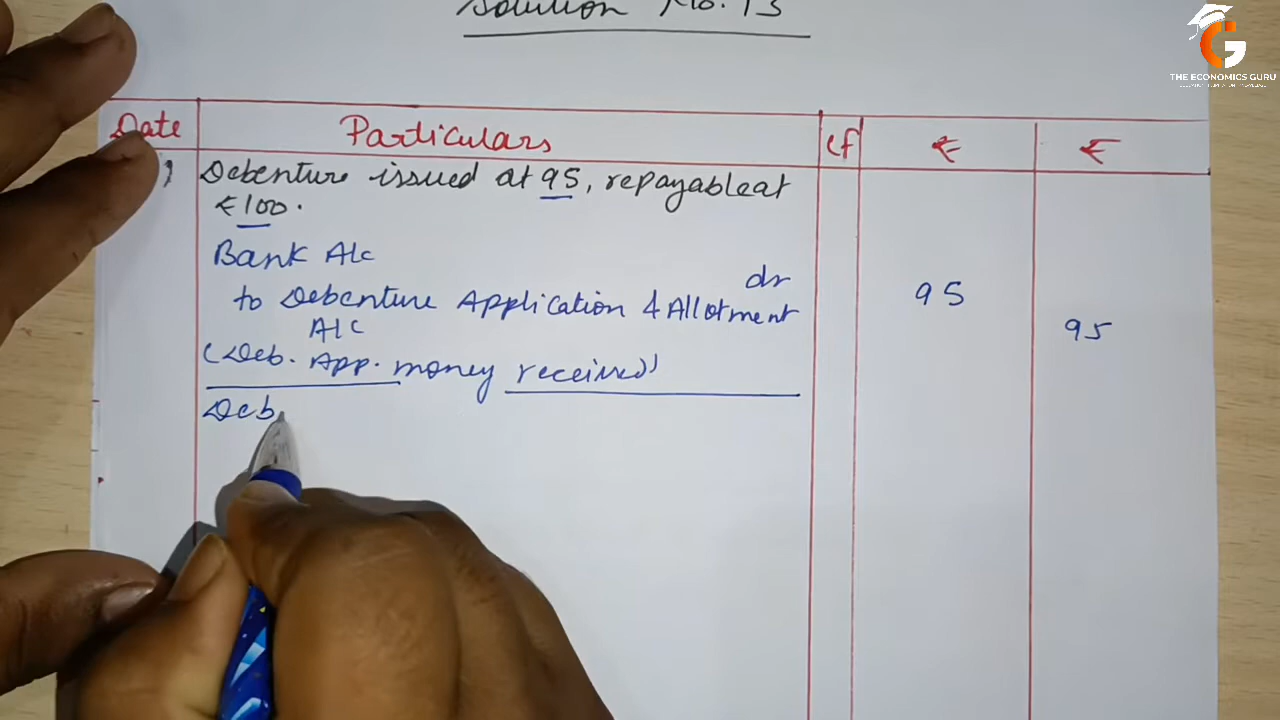 Solution No. 13
THE ECONOMICS GURU
Date Particulars Lf ₹ ₹
1) Debenture issued at 95, repayable at
₹100.
Bank A/c dr 95
to Debenture Application & Allotment
A/c 95
(Deb. App. money received)
Deb